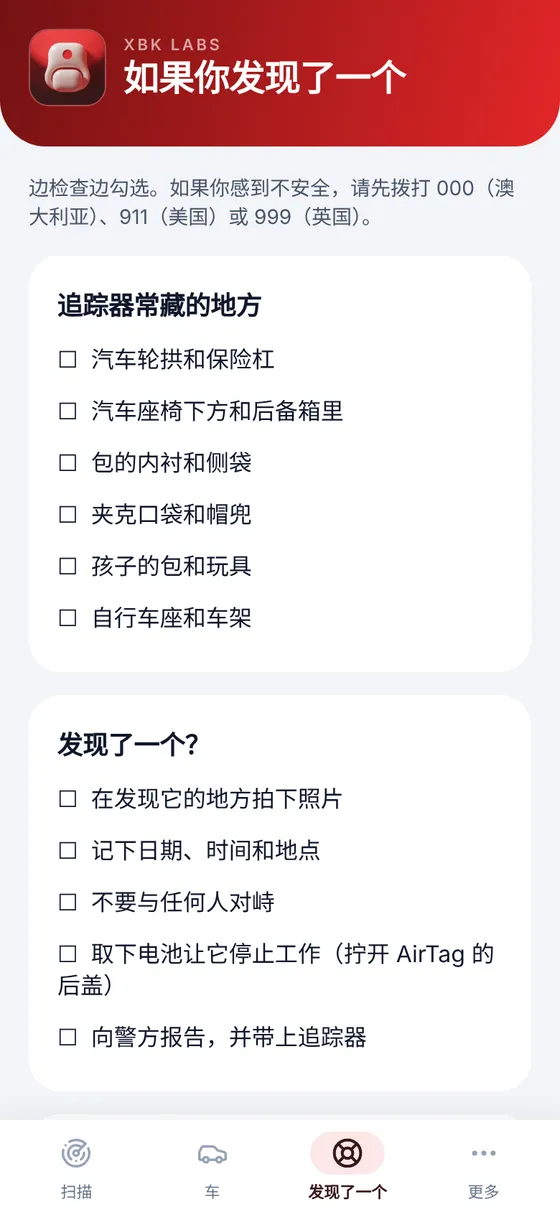 XBK LABS
如果你发现了一个
边检查边勾选。如果你感到不安全，请先拨打 000（澳
大利亚）、911（美国）或 999（英国）。
追踪器常藏的地方
☐ 汽车轮拱和保险杠
☐ 汽车座椅下方和后备箱里
☐ 包的内衬和侧袋
☐ 夹克口袋和帽兜
☐ 孩子的包和玩具
☐ 自行车座和车架
发现了一个？
☐ 在发现它的地方拍下照片
☐ 记下日期、时间和地点
☐ 不要与任何人对峙
☐ 取下电池让它停止工作（拧开 AirTag 的
后盖）
☐ 向警方报告，并带上追踪器
扫描
车
发现了一个
更多